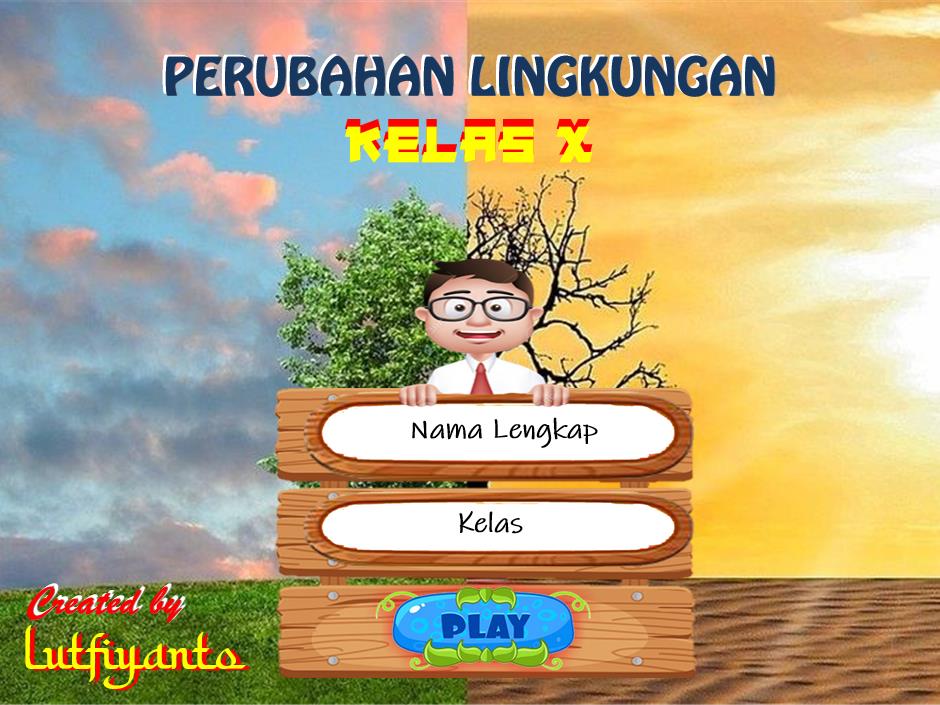 PERUBAHAN LINGKUNGAN
KELAS X
Nama Lengkap
Kelas
PLAY
Created by
Lutfiyanto